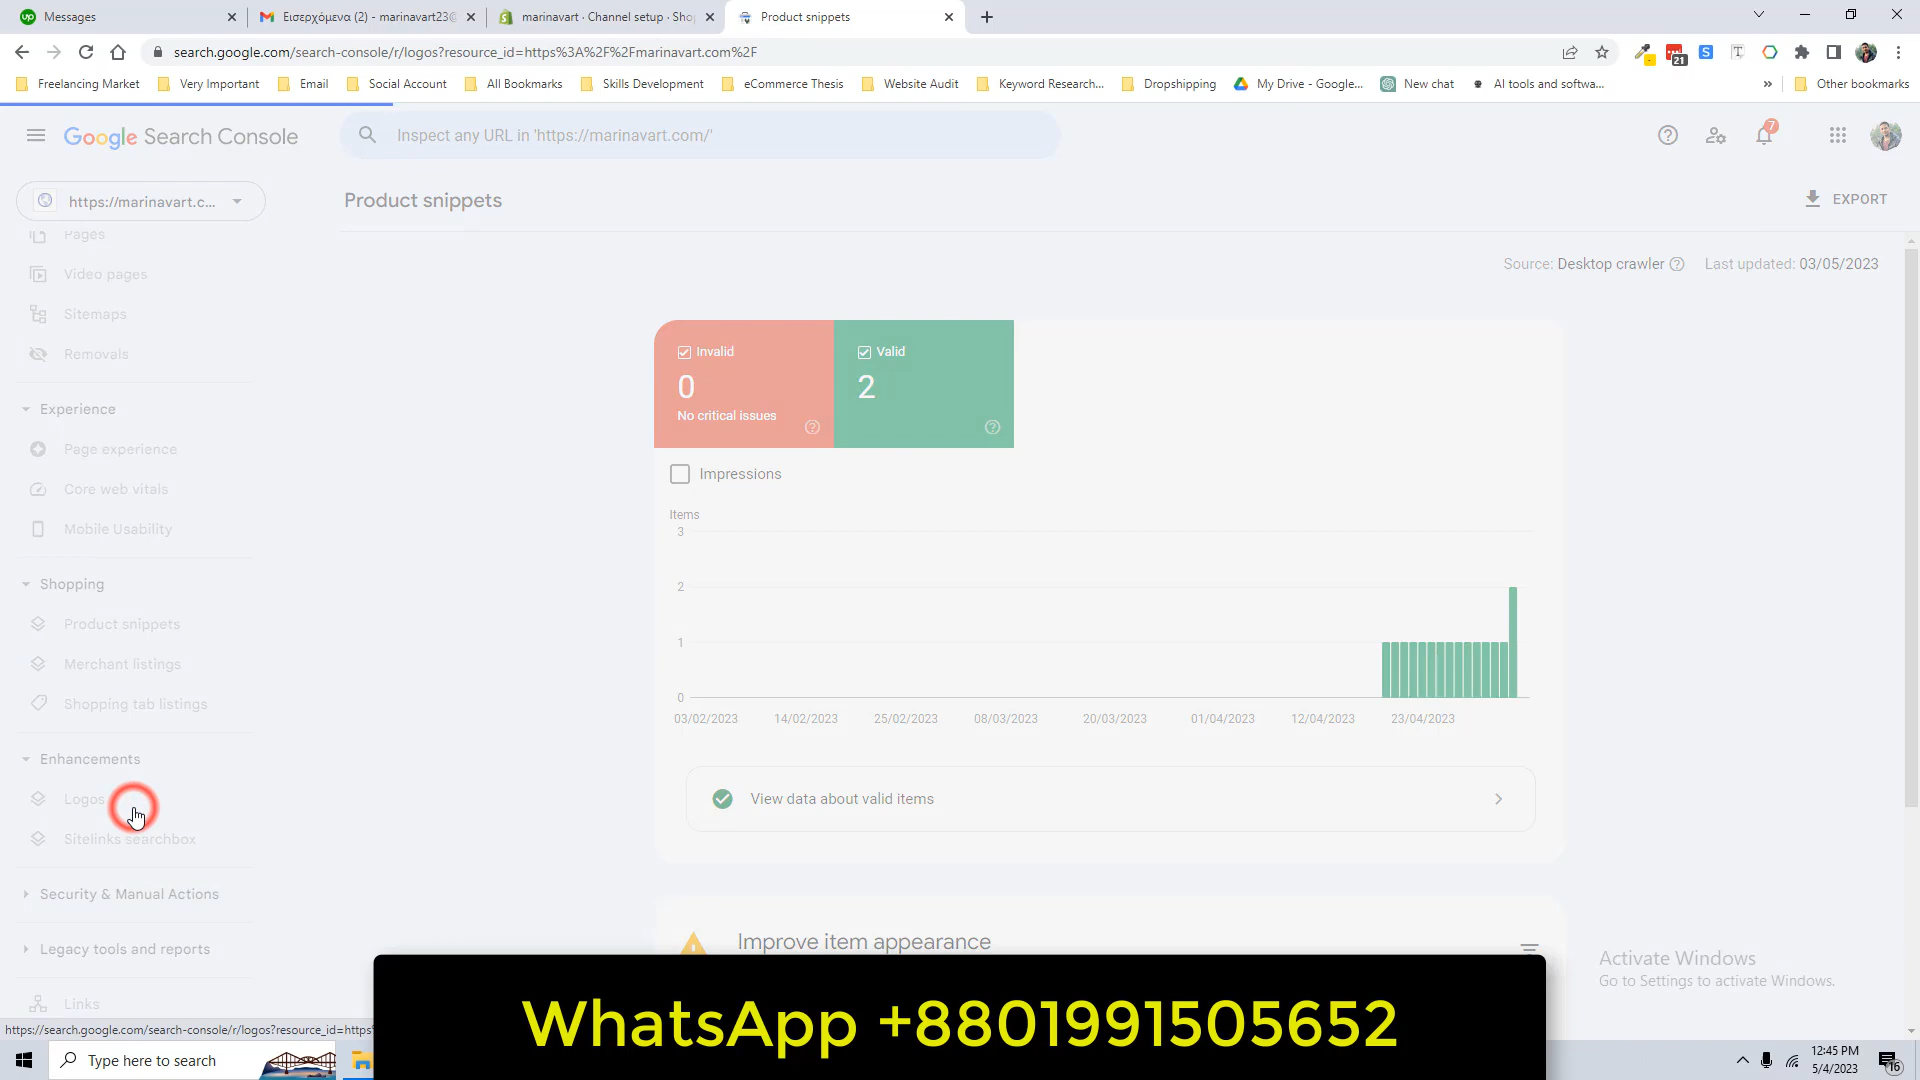 Messages
Εισερχόμενα (2) - marinavart23@
marinavart · Channel setup · Sho
Product snippets
search.google.com/search-console/r/logos?resource_id=https%3A%2F%2Fmarinavart.com%2F
21
Freelancing Market
Very Important
Email
Social Account
All Bookmarks
Skills Development
eCommerce Thesis
Website Audit
Keyword Research...
Dropshipping
My Drive - Google...
New chat
AI tools and softwa...
»
Other bookmarks
Google Search Console
Inspect any URL in 'https://marinavart.com/'
7
https://marinavart.c...
Product snippets
EXPORT
Pages
Video pages
Sitemaps
Removals
Experience
Page experience
Core web vitals
Mobile Usability
Shopping
Product snippets
Merchant listings
Shopping tab listings
Enhancements
Logos
Sitelinks searchbox
Security & Manual Actions
Legacy tools and reports
Links
Source: Desktop crawler
Last updated: 03/05/2023
Invalid
0
No critical issues
Valid
2
Impressions
Items
3
2
1
0
03/02/2023
14/02/2023
25/02/2023
08/03/2023
20/03/2023
01/04/2023
12/04/2023
23/04/2023
View data about valid items
Improve item appearance
Activate Windows
Go to Settings to activate Windows.
WhatsApp +8801991505652
https://search.google.com/search-console/r/logos?resource_id=https
Type here to search
12:45 PM
5/4/2023
16